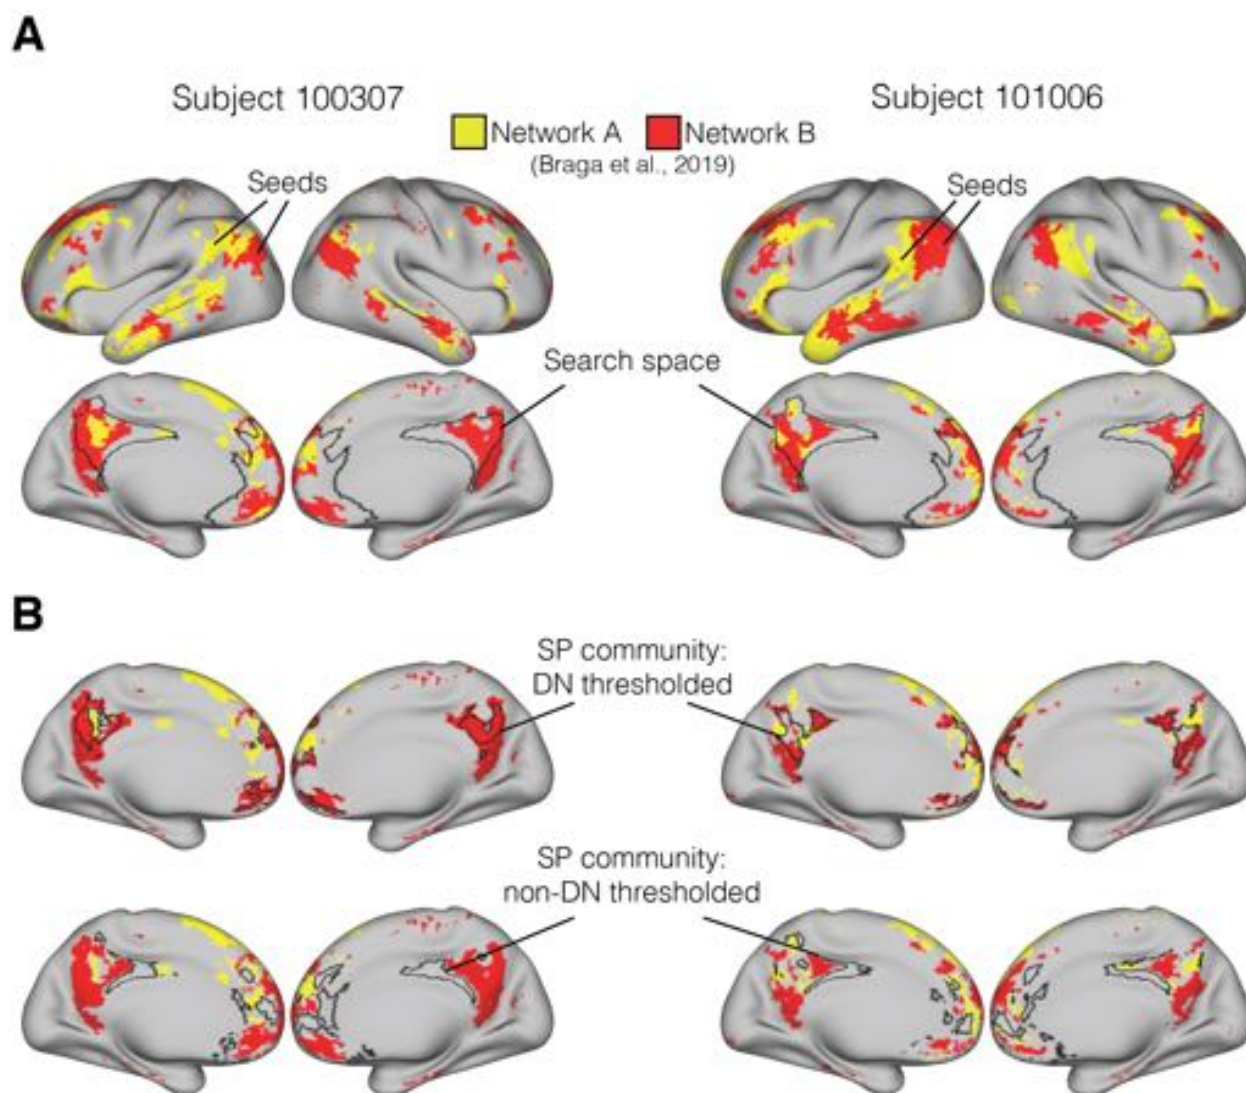 A
Subject 100307
Subject 101006
Network A
Network B
(Braga et al., 2019)
Seeds
Seeds
Search space
B
SP community:
DN thresholded
SP community:
non-DN thresholded